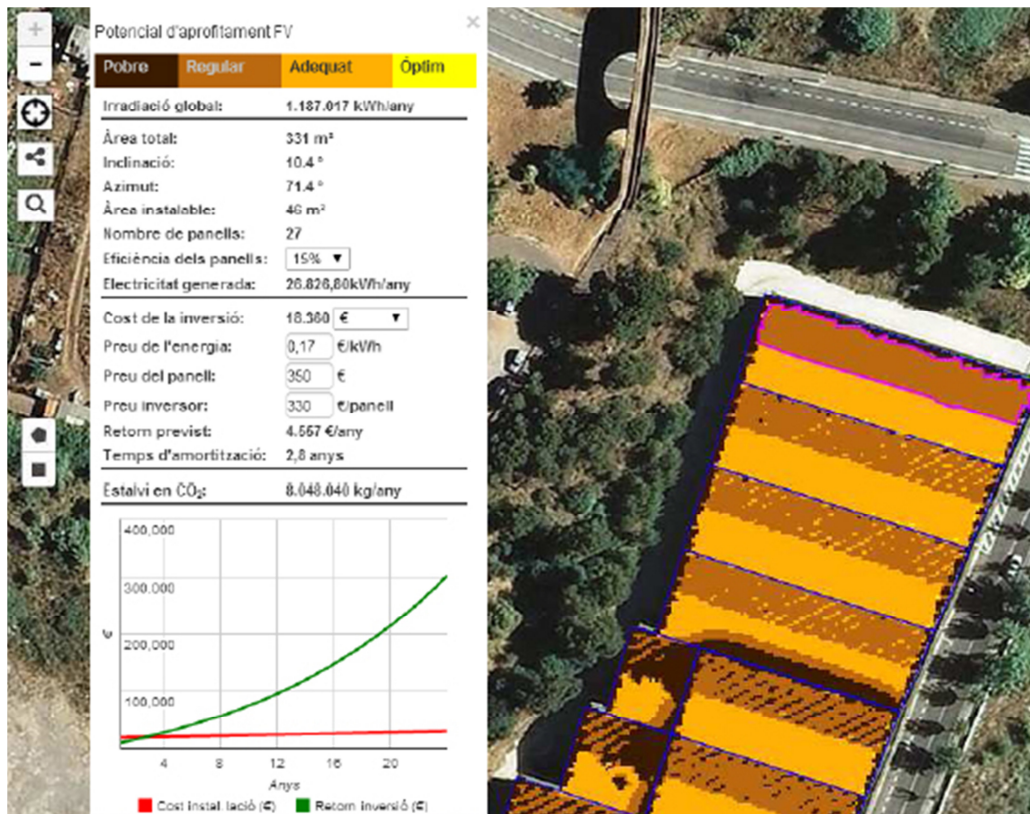 Potencial d'aprofitament FV
×
Pobre Regular Adequat Òptim
Irradiació global: 1.187.017 kWh/any
Àrea total: 331 m²
Inclinació: 10.4 º
Azimut: 71.4 º
Àrea instalable: 46 m²
Nombre de panells: 27
Eficiència dels panells: 15%
Electricitat generada: 26.826,60kWh/any
Cost de la inversió: 18.360 €
Preu de l'energia: 0,17 €/kWh
Preu del panell: 350 €
Preu inversor: 330 €/panell
Retorn previst: 4.557 €/any
Temps d'amortització: 2,8 anys
Estalvi en CO₂: 8.048.040 kg/any
400,000
300,000
200,000
100,000
€
4 8 12 16 20
Anys
Cost instal lació (€) Retorn inversió (€)